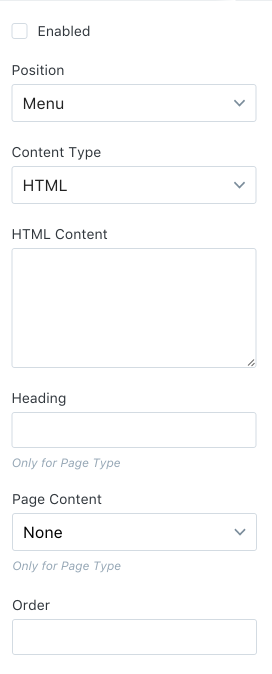 Enabled
Position
Menu
Content Type
HTML
HTML Content
Heading
Only for Page Type
Page Content
None
Only for Page Type
Order